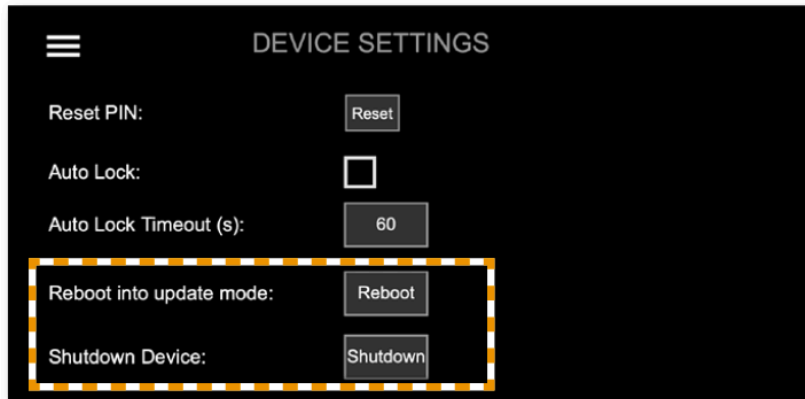 DEVICE SETTINGS
Reset PIN: Reset
Auto Lock:
Auto Lock Timeout (s): 60
Reboot into update mode: Reboot
Shutdown Device: Shutdown